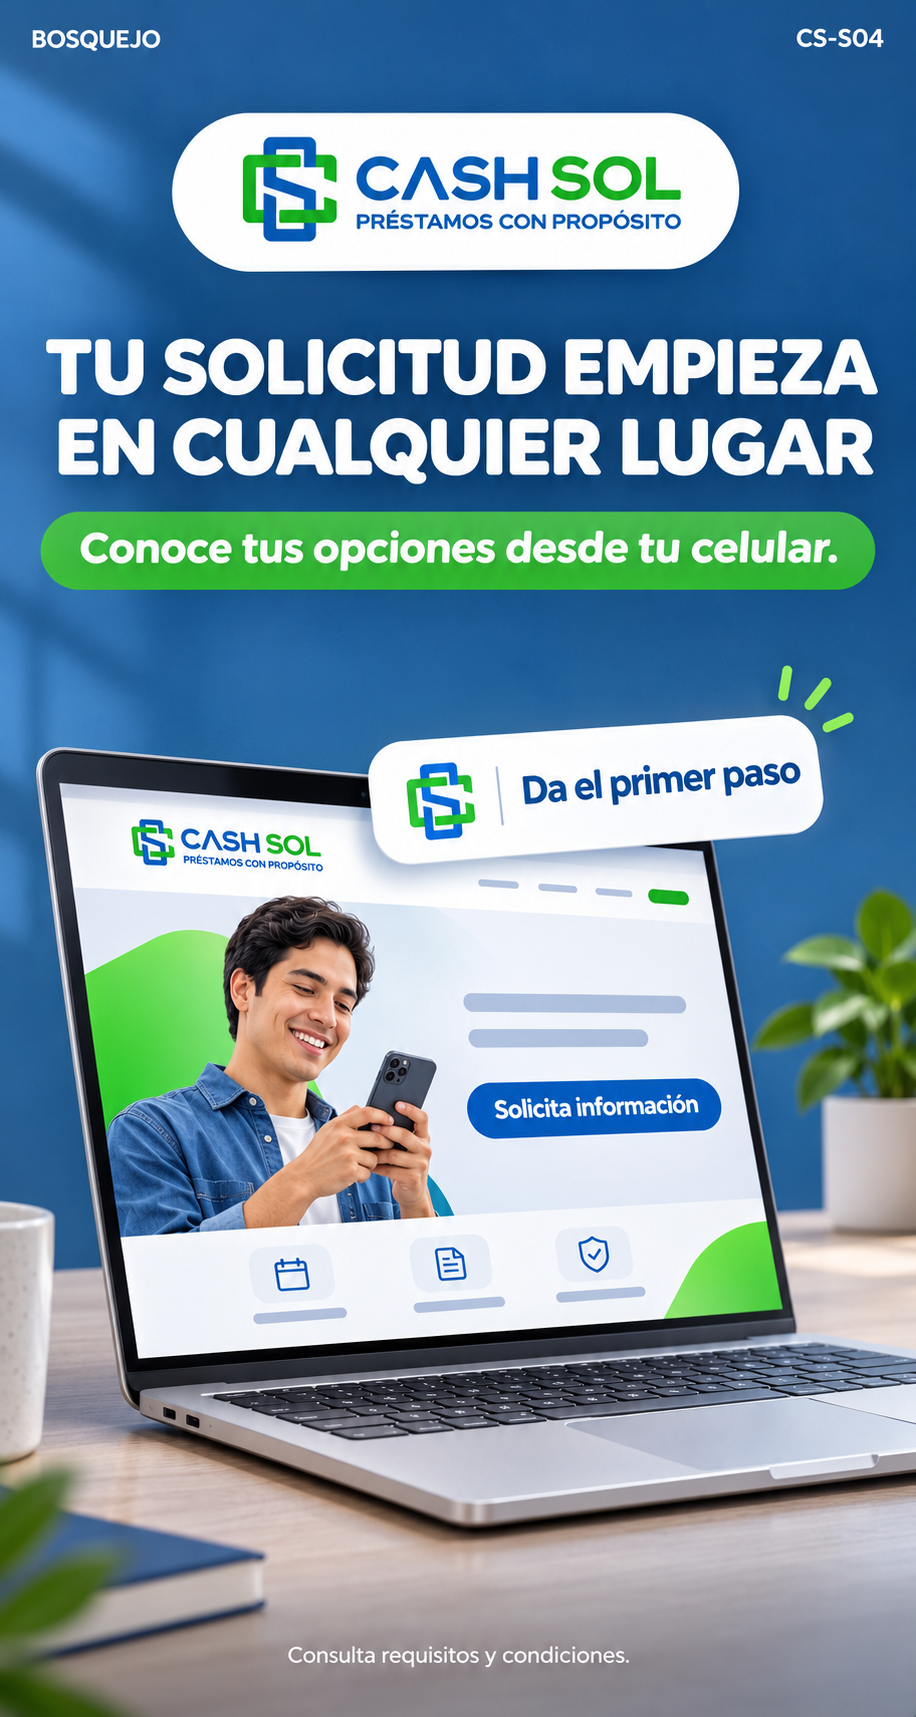 BOSQUEJO
CS-S04
CASH SOL
PRÉSTAMOS CON PROPÓSITO
TU SOLICITUD EMPIEZA
EN CUALQUIER LUGAR
Conoce tus opciones desde tu celular.
Da el primer paso
CASH SOL
PRÉSTAMOS CON PROPÓSITO
Solicita información
Consulta requisitos y condiciones.